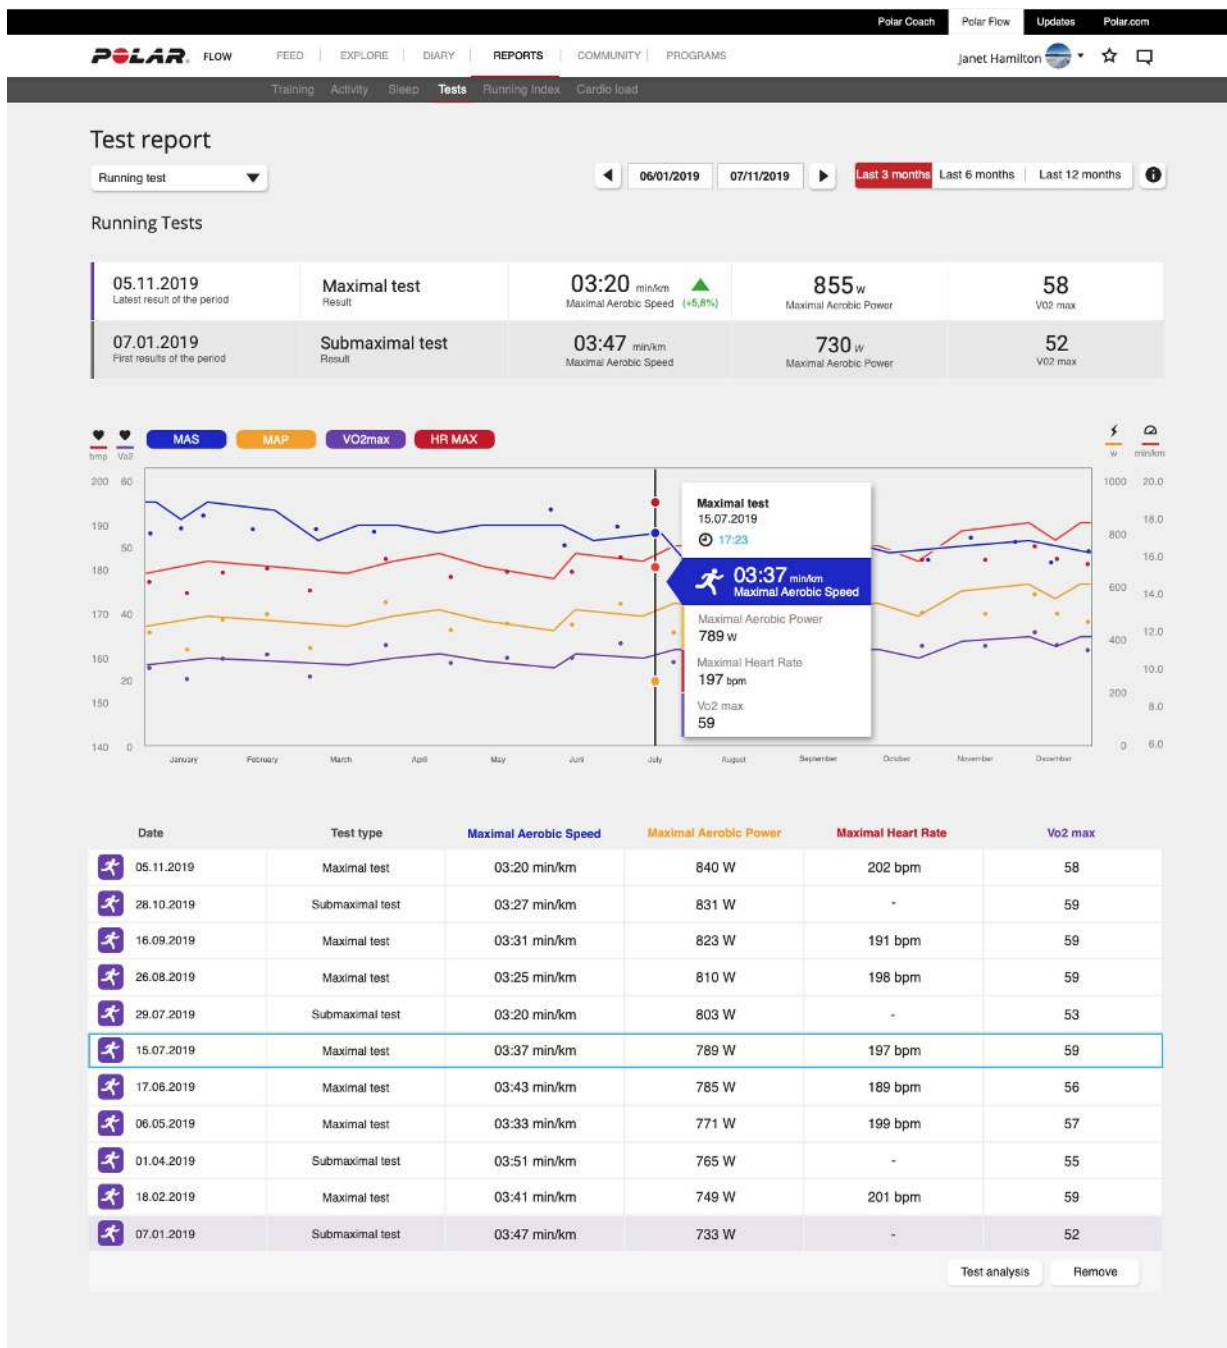 Polar Coach Polar Flow Updates Polar.com
POLAR. FLOW FEED EXPLORE DIARY REPORTS COMMUNITY PROGRAMS Janet Hamilton
Training Activity Sleep Tests Running Index Cardio load
Test report
Running test 06/01/2019 07/11/2019 Last 3 months Last 6 months Last 12 months
Running Tests
05.11.2019 Maximal test 03:20 min/km 855 w 58
Latest result of the period Result Maximal Aerobic Speed (+5,8%) Maximal Aerobic Power V02 max
07.01.2019 Submaximal test 03:47 min/km 730 w 52
First results of the period Result Maximal Aerobic Speed Maximal Aerobic Power V02 max
MAS MAP VO2max HR MAX
bmp Vo2 w min/km
200 60 1000 20.0
190 18.0
800
50 16.0
180
600 14.0
170 40 12.0
400
160 10.0
20
200
150 8.0
140 0 0 6.0
Maximal test
15.07.2019
17:23
03:37 min/km
Maximal Aerobic Speed
Maximal Aerobic Power
789 w
Maximal Heart Rate
197 bpm
Vo2 max
59
January February March April May Juni July August September October November December
Date Test type Maximal Aerobic Speed Maximal Aerobic Power Maximal Heart Rate Vo2 max
05.11.2019 Maximal test 03:20 min/km 840 W 202 bpm 58
28.10.2019 Submaximal test 03:27 min/km 831 W - 59
16.09.2019 Maximal test 03:31 min/km 823 W 191 bpm 59
26.08.2019 Maximal test 03:25 min/km 810 W 198 bpm 59
29.07.2019 Submaximal test 03:20 min/km 803 W - 53
15.07.2019 Maximal test 03:37 min/km 789 W 197 bpm 59
17.06.2019 Maximal test 03:43 min/km 785 W 189 bpm 56
06.05.2019 Maximal test 03:33 min/km 771 W 199 bpm 57
01.04.2019 Submaximal test 03:51 min/km 765 W - 55
18.02.2019 Maximal test 03:41 min/km 749 W 201 bpm 59
07.01.2019 Submaximal test 03:47 min/km 733 W - 52
Test analysis Remove